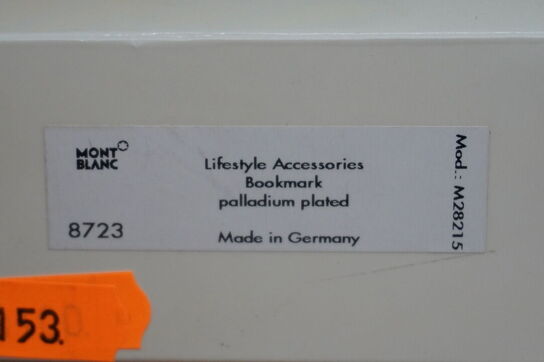 MONT
BLANC
Lifestyle Accessories
Bookmark
palladium plated
8723
Made in Germany
Mod.: M28215
153.